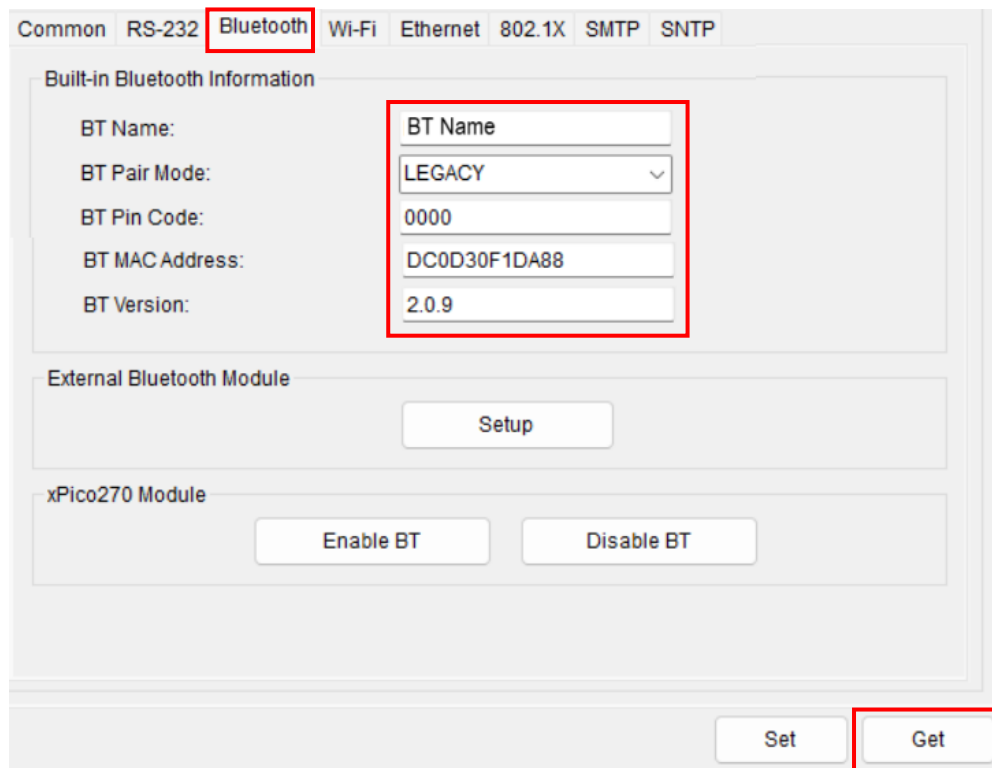 Common RS-232 Bluetooth Wi-Fi Ethernet 802.1X SMTP SNTP
Built-in Bluetooth Information
BT Name: BT Name
BT Pair Mode: LEGACY
BT Pin Code: 0000
BT MAC Address: DC0D30F1DA88
BT Version: 2.0.9
External Bluetooth Module
Setup
xPico270 Module
Enable BT Disable BT
Set Get